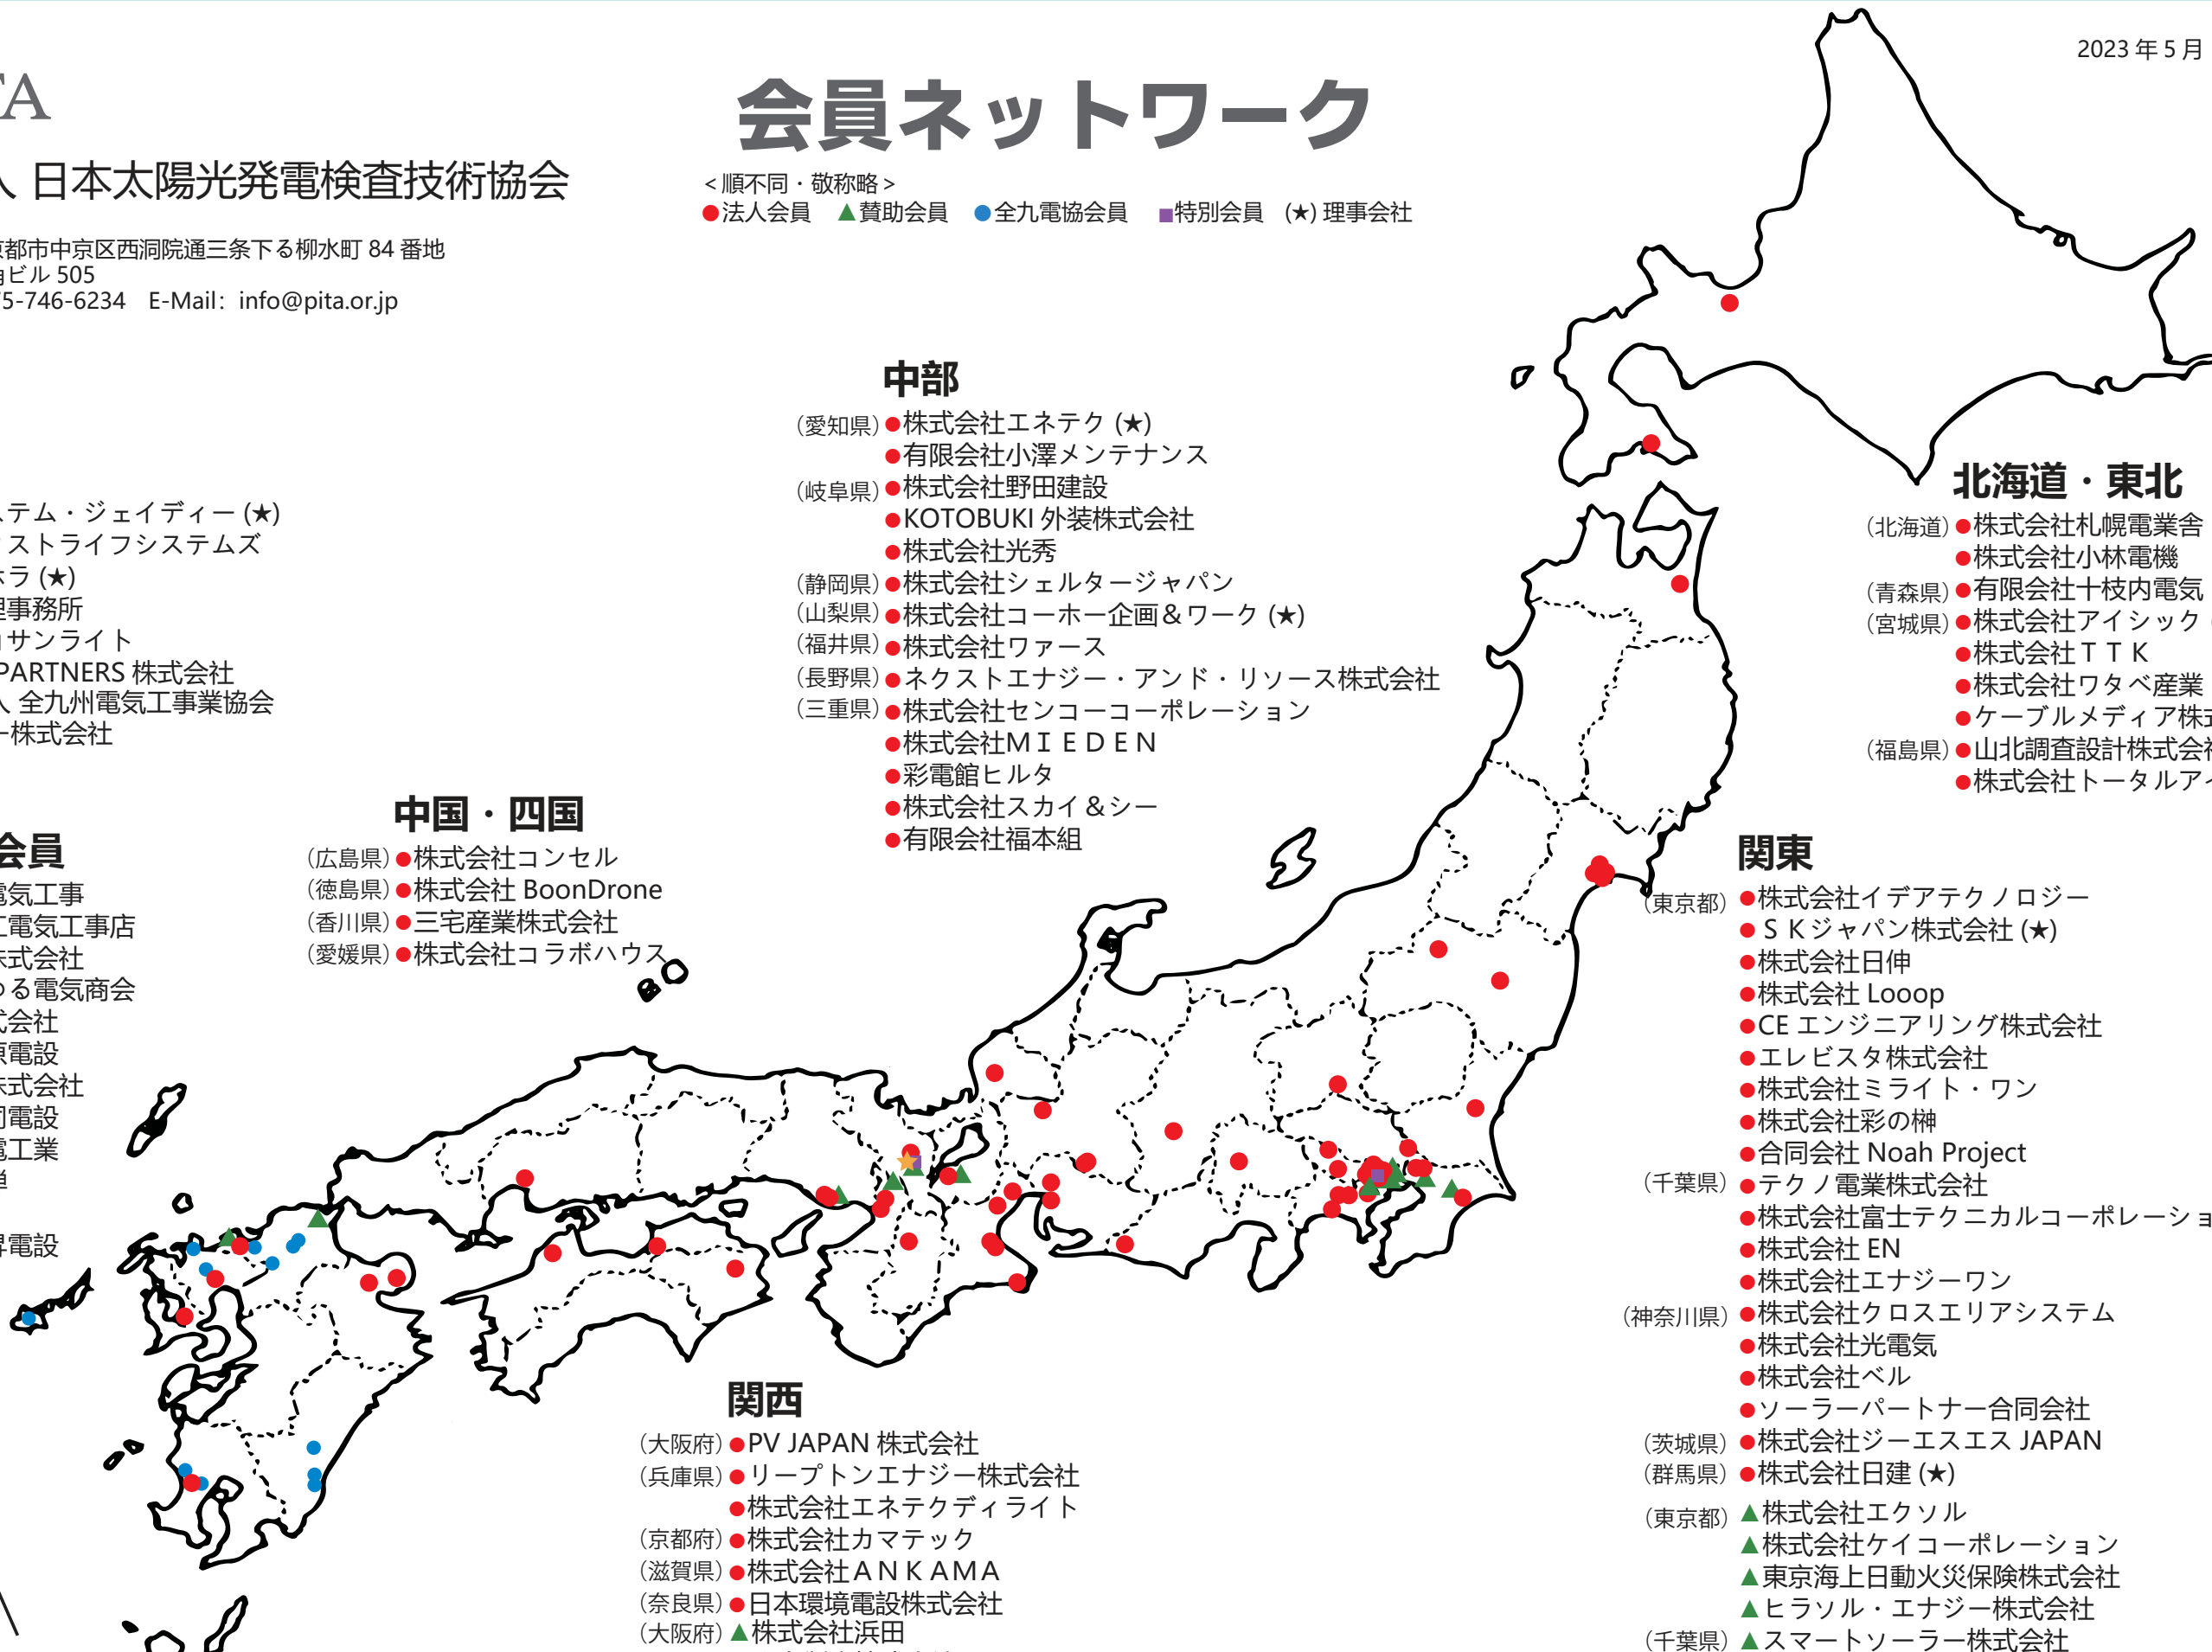 TA
会員ネットワーク
2023 年 5 月
人 日本太陽光発電検査技術協会
<順不同・敬称略>
●法人会員 ▲賛助会員 ●全九電協会員 ■特別会員 (★) 理事会社
都市中京区西洞院通三条下る柳水町 84 番地
ビル 505
75-746-6234 E-Mail: info@pita.or.jp
ステム・ジェイディー (★)
ストライフシステムズ
ホラ (★)
理事務所
サンライト
PARTNERS 株式会社
人 全九州電気工事業協会
ー株式会社
中部
(愛知県) ●株式会社エネテク (★)
●有限会社小澤メンテナンス
(岐阜県) ●株式会社野田建設
●KOTOBUKI 外装株式会社
●株式会社光秀
(静岡県) ●株式会社シェルタージャパン
(山梨県) ●株式会社コーホー企画＆ワーク (★)
(福井県) ●株式会社ワァース
(長野県) ●ネクストエナジー・アンド・リソース株式会社
(三重県) ●株式会社センコーコーポレーション
●株式会社ＭＩＥＤＥＮ
●彩電館ヒルタ
●株式会社スカイ＆シー
●有限会社福本組
北海道・東北
(北海道) ●株式会社札幌電業舎
●株式会社小林電機
(青森県) ●有限会社十枝内電気
(宮城県) ●株式会社アイシック
●株式会社ＴＴＫ
●株式会社ワタベ産業
●ケーブルメディア株式
(福島県) ●山北調査設計株式会社
●株式会社トータルアイ
中国・四国
(広島県) ●株式会社コンセル
(徳島県) ●株式会社 BoonDrone
(香川県) ●三宅産業株式会社
(愛媛県) ●株式会社コラボハウス
会員
電気工事
電気工事店
株式会社
る電気商会
式会社
原電設
株式会社
電設
電工業
昇電設
関東
(東京都) ●株式会社イデアテクノロジー
●ＳＫジャパン株式会社 (★)
●株式会社日伸
●株式会社 Looop
●CE エンジニアリング株式会社
●エレビスタ株式会社
●株式会社ミライト・ワン
●株式会社彩の榊
●合同会社 Noah Project
(千葉県) ●テクノ電業株式会社
●株式会社富士テクニカルコーポレーショ
●株式会社 EN
●株式会社エナジーワン
(神奈川県) ●株式会社クロスエリアシステム
●株式会社光電気
●株式会社ベル
●ソーラーパートナー合同会社
(茨城県) ●株式会社ジーエスエス JAPAN
(群馬県) ●株式会社日建 (★)
(東京都) ▲株式会社エクソル
▲株式会社ケイコーポレーション
▲東京海上日動火災保険株式会社
▲ヒラソル・エナジー株式会社
(千葉県) ▲スマートソーラー株式会社
関西
(大阪府) ●PV JAPAN 株式会社
(兵庫県) ●リープトンエナジー株式会社
●株式会社エネテクディライト
(京都府) ●株式会社カマテック
(滋賀県) ●株式会社ＡＮＫＡＭＡ
(奈良県) ●日本環境電設株式会社
(大阪府) ▲株式会社浜田